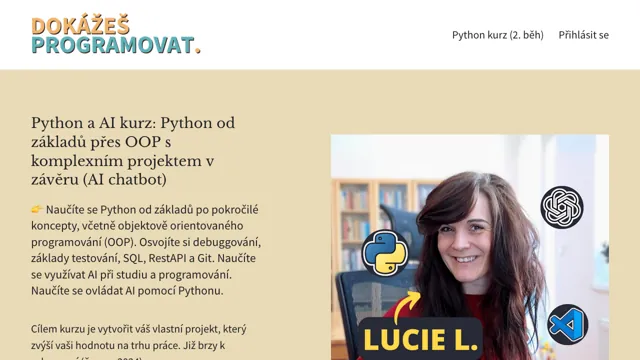 DOKÁŽEŠ
PROGRAMOVAT.
Python kurz (2. běh)
Přihlásit se
Python a AI kurz: Python od
základů přes OOP s
komplexním projektem v
závěru (AI chatbot)
👉 Naučíte se Python od základů po pokročilé
koncepty, včetně objektově orientovaného
programování (OOP). Osvojíte si debuggování,
základy testování, SQL, RestAPI a Git. Naučíte
se využívat AI při studiu a programování.
Naučíte se ovládat AI pomocí Pythonu.
Cílem kurzu je vytvořit váš vlastní projekt, který
zvýší vaši hodnotu na trhu práce. Již brzy k
LUCIE L.